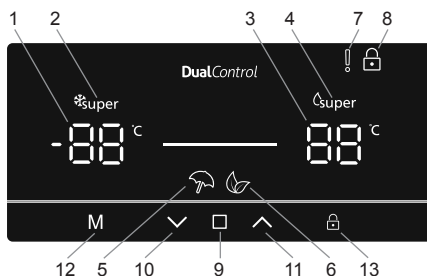 1 2 3 4 7 8
DualControl
super super
-88 °C 88 °C
M
12 5 10 9 11 6 13